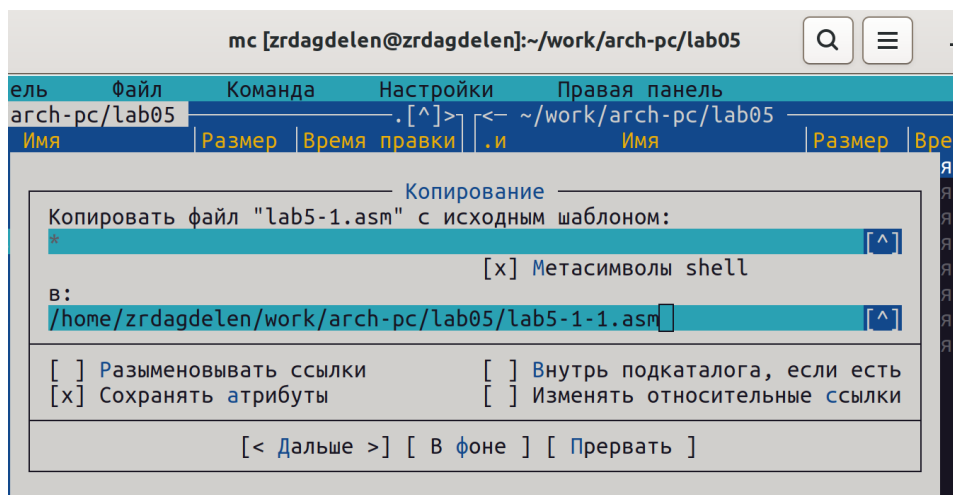 mc [zrdagdelen@zrdagdelen]:~/work/arch-pc/lab05
ель Файл Команда Настройки Правая панель
arch-pc/lab05 .[^]> <— ~/work/arch-pc/lab05
Имя Размер Время правки .и Имя Размер Вре
Копирование
Копировать файл "lab5-1.asm" с исходным шаблоном:
* [^]
[x] Метасимволы shell
в:
/home/zrdagdelen/work/arch-pc/lab05/lab5-1-1.asm [^]
[ ] Разыменовывать ссылки [ ] Внутрь подкаталога, если есть
[x] Сохранять атрибуты [ ] Изменять относительные ссылки
[< Дальше >] [ В фоне ] [ Прервать ]